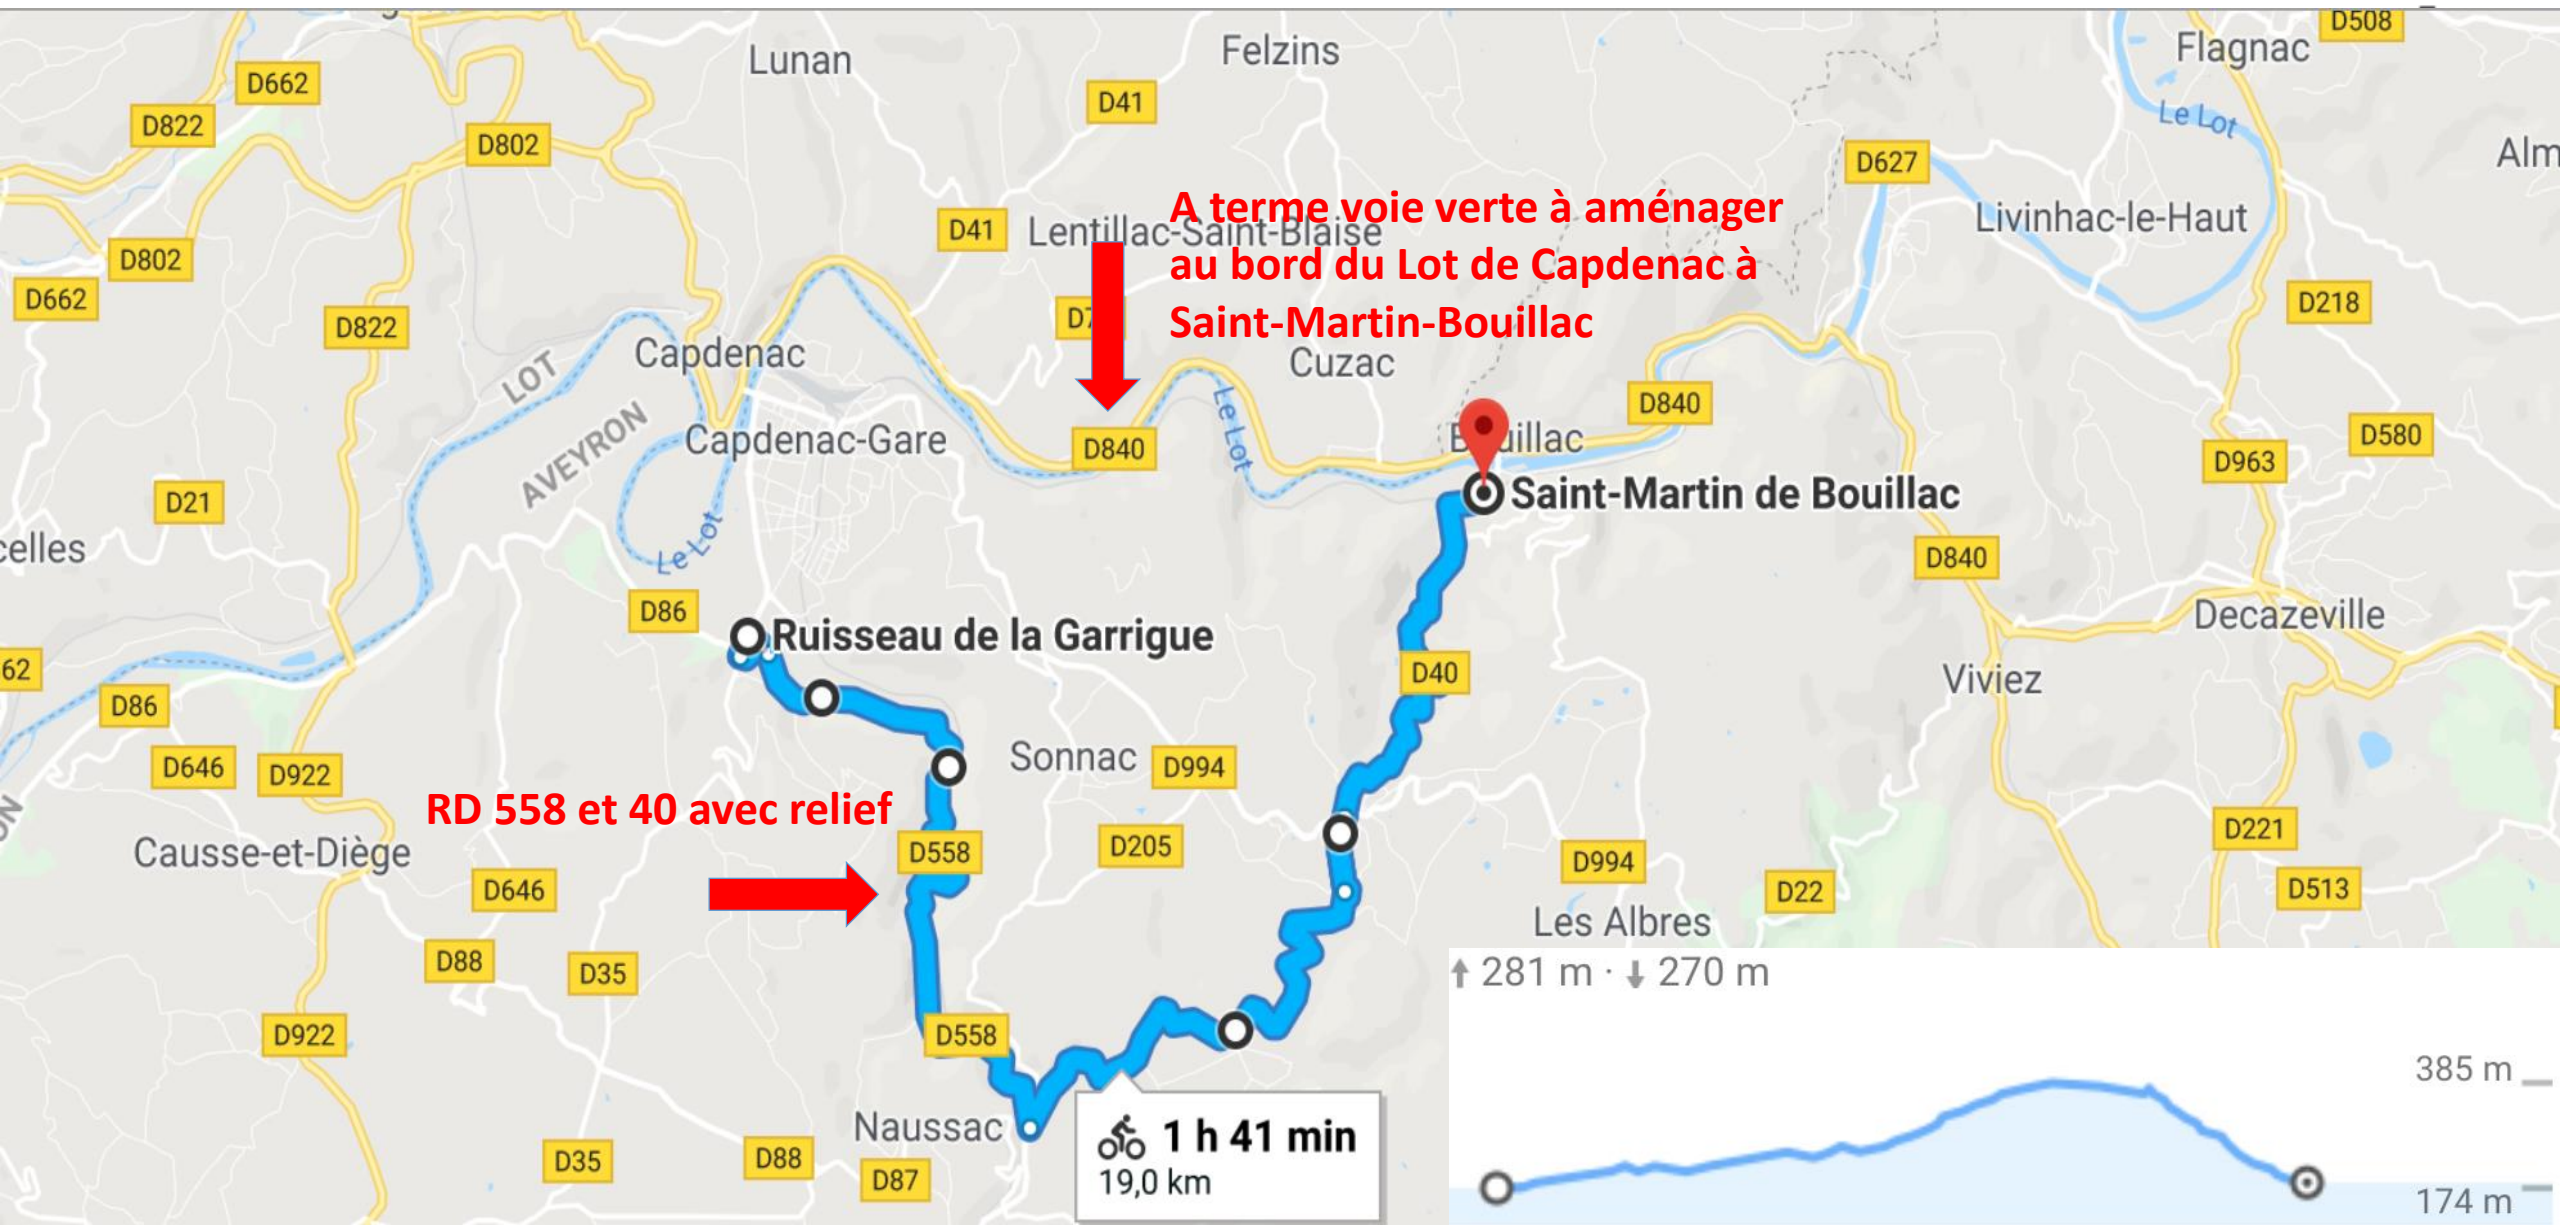 D508
Flagnac
Lunan
Felzins
D662
D41
D822
Le Lot
D802
D627
Alm
A terme voie verte à aménager
au bord du Lot de Capdenac à
Saint-Martin-Bouillac
D41
Lentillac-Saint-Blaise
Livinhac-le-Haut
D802
D662
D822
D218
Capdenac
LOT
Cuzac
D840
Le Lot
AVEYRON
Capdenac-Gare
D840
D580
D963
D21
Saint-Martin de Bouillac
Le Lot
celles
D840
D86
Ruisseau de la Garrigue
Decazeville
62
D40
Viviez
D86
Sonnac
D994
D646
D922
RD 558 et 40 avec relief
D221
Causse-et-Diège
D558
D205
D994
D646
D22
D513
Les Albres
D88
D35
281 m · 270 m
D922
D558
385 m
Naussac
1 h 41 min
19,0 km
D35
D88
D87
174 m